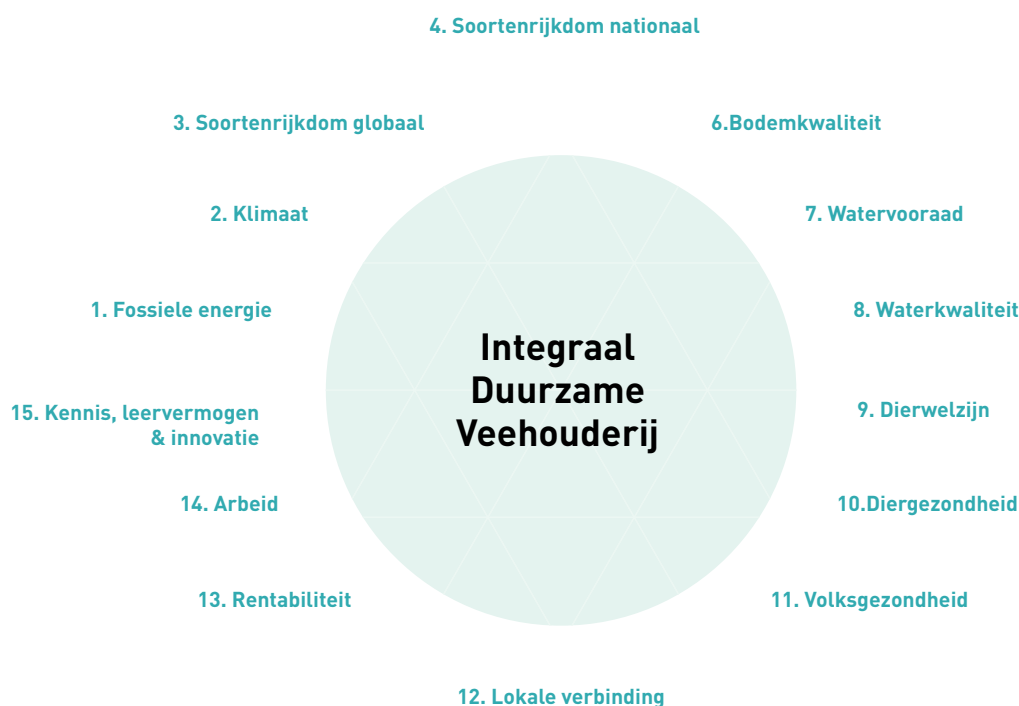 4. Soortenrijkdom nationaal
3. Soortenrijkdom globaal
6.Bodemkwaliteit
2. Klimaat
7. Watervooraad
1. Fossiele energie
8. Waterkwaliteit
Integraal
Duurzame
Veehouderij
15. Kennis, leervermogen
& innovatie
9. Dierwelzijn
14. Arbeid
10.Diergezondheid
13. Rentabiliteit
11. Volksgezondheid
12. Lokale verbinding